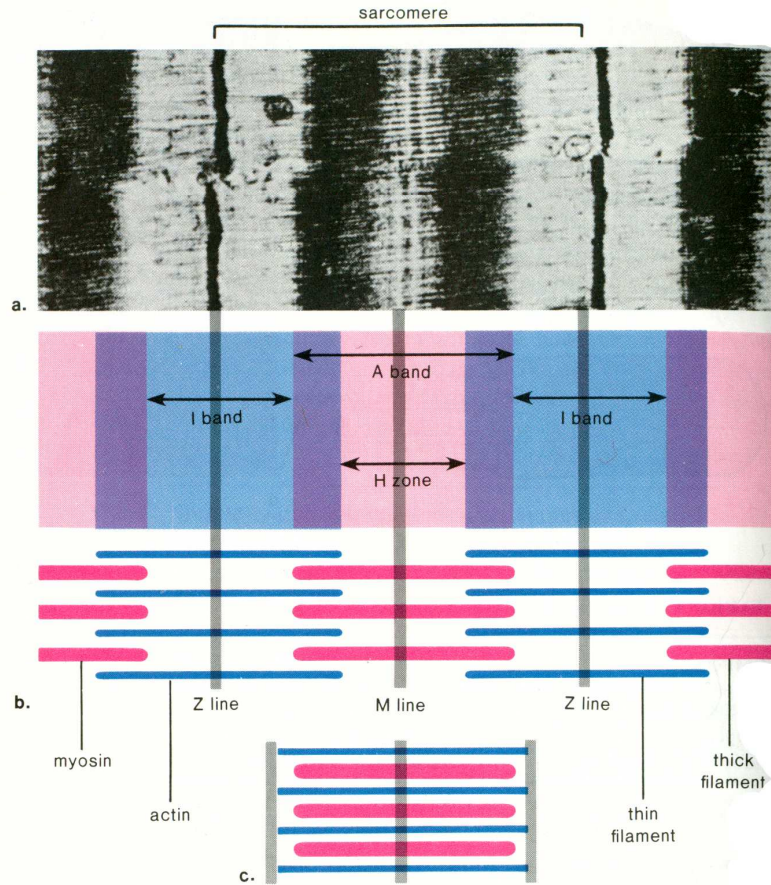 sarcomere
a.
A band
I band
I band
H zone
b.
Z line
M line
Z line
myosin
thick
filament
actin
thin
filament
c.